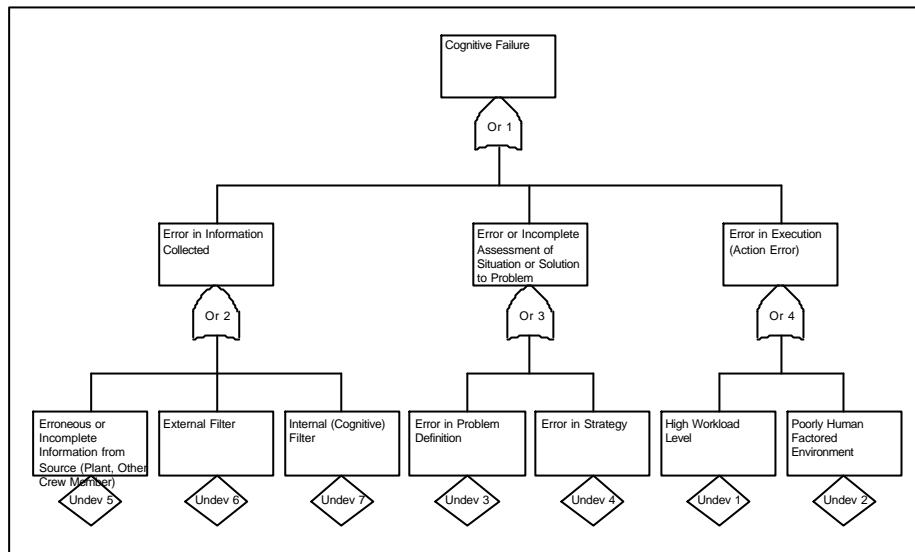 Cognitive Failure
Or 1
Error in Information
Collected
Error or Incomplete
Assessment of
Situation or Solution
to Problem
Error in Execution
(Action Error)
Or 2
Or 3
Or 4
Erroneous or
Incomplete
Information from
Source (Plant, Other
Crew Member)
External Filter
Internal (Cognitive)
Filter
Error in Problem
Definition
Error in Strategy
High Workload
Level
Poorly Human
Factored
Environment
Undev 5
Undev 6
Undev 7
Undev 3
Undev 4
Undev 1
Undev 2